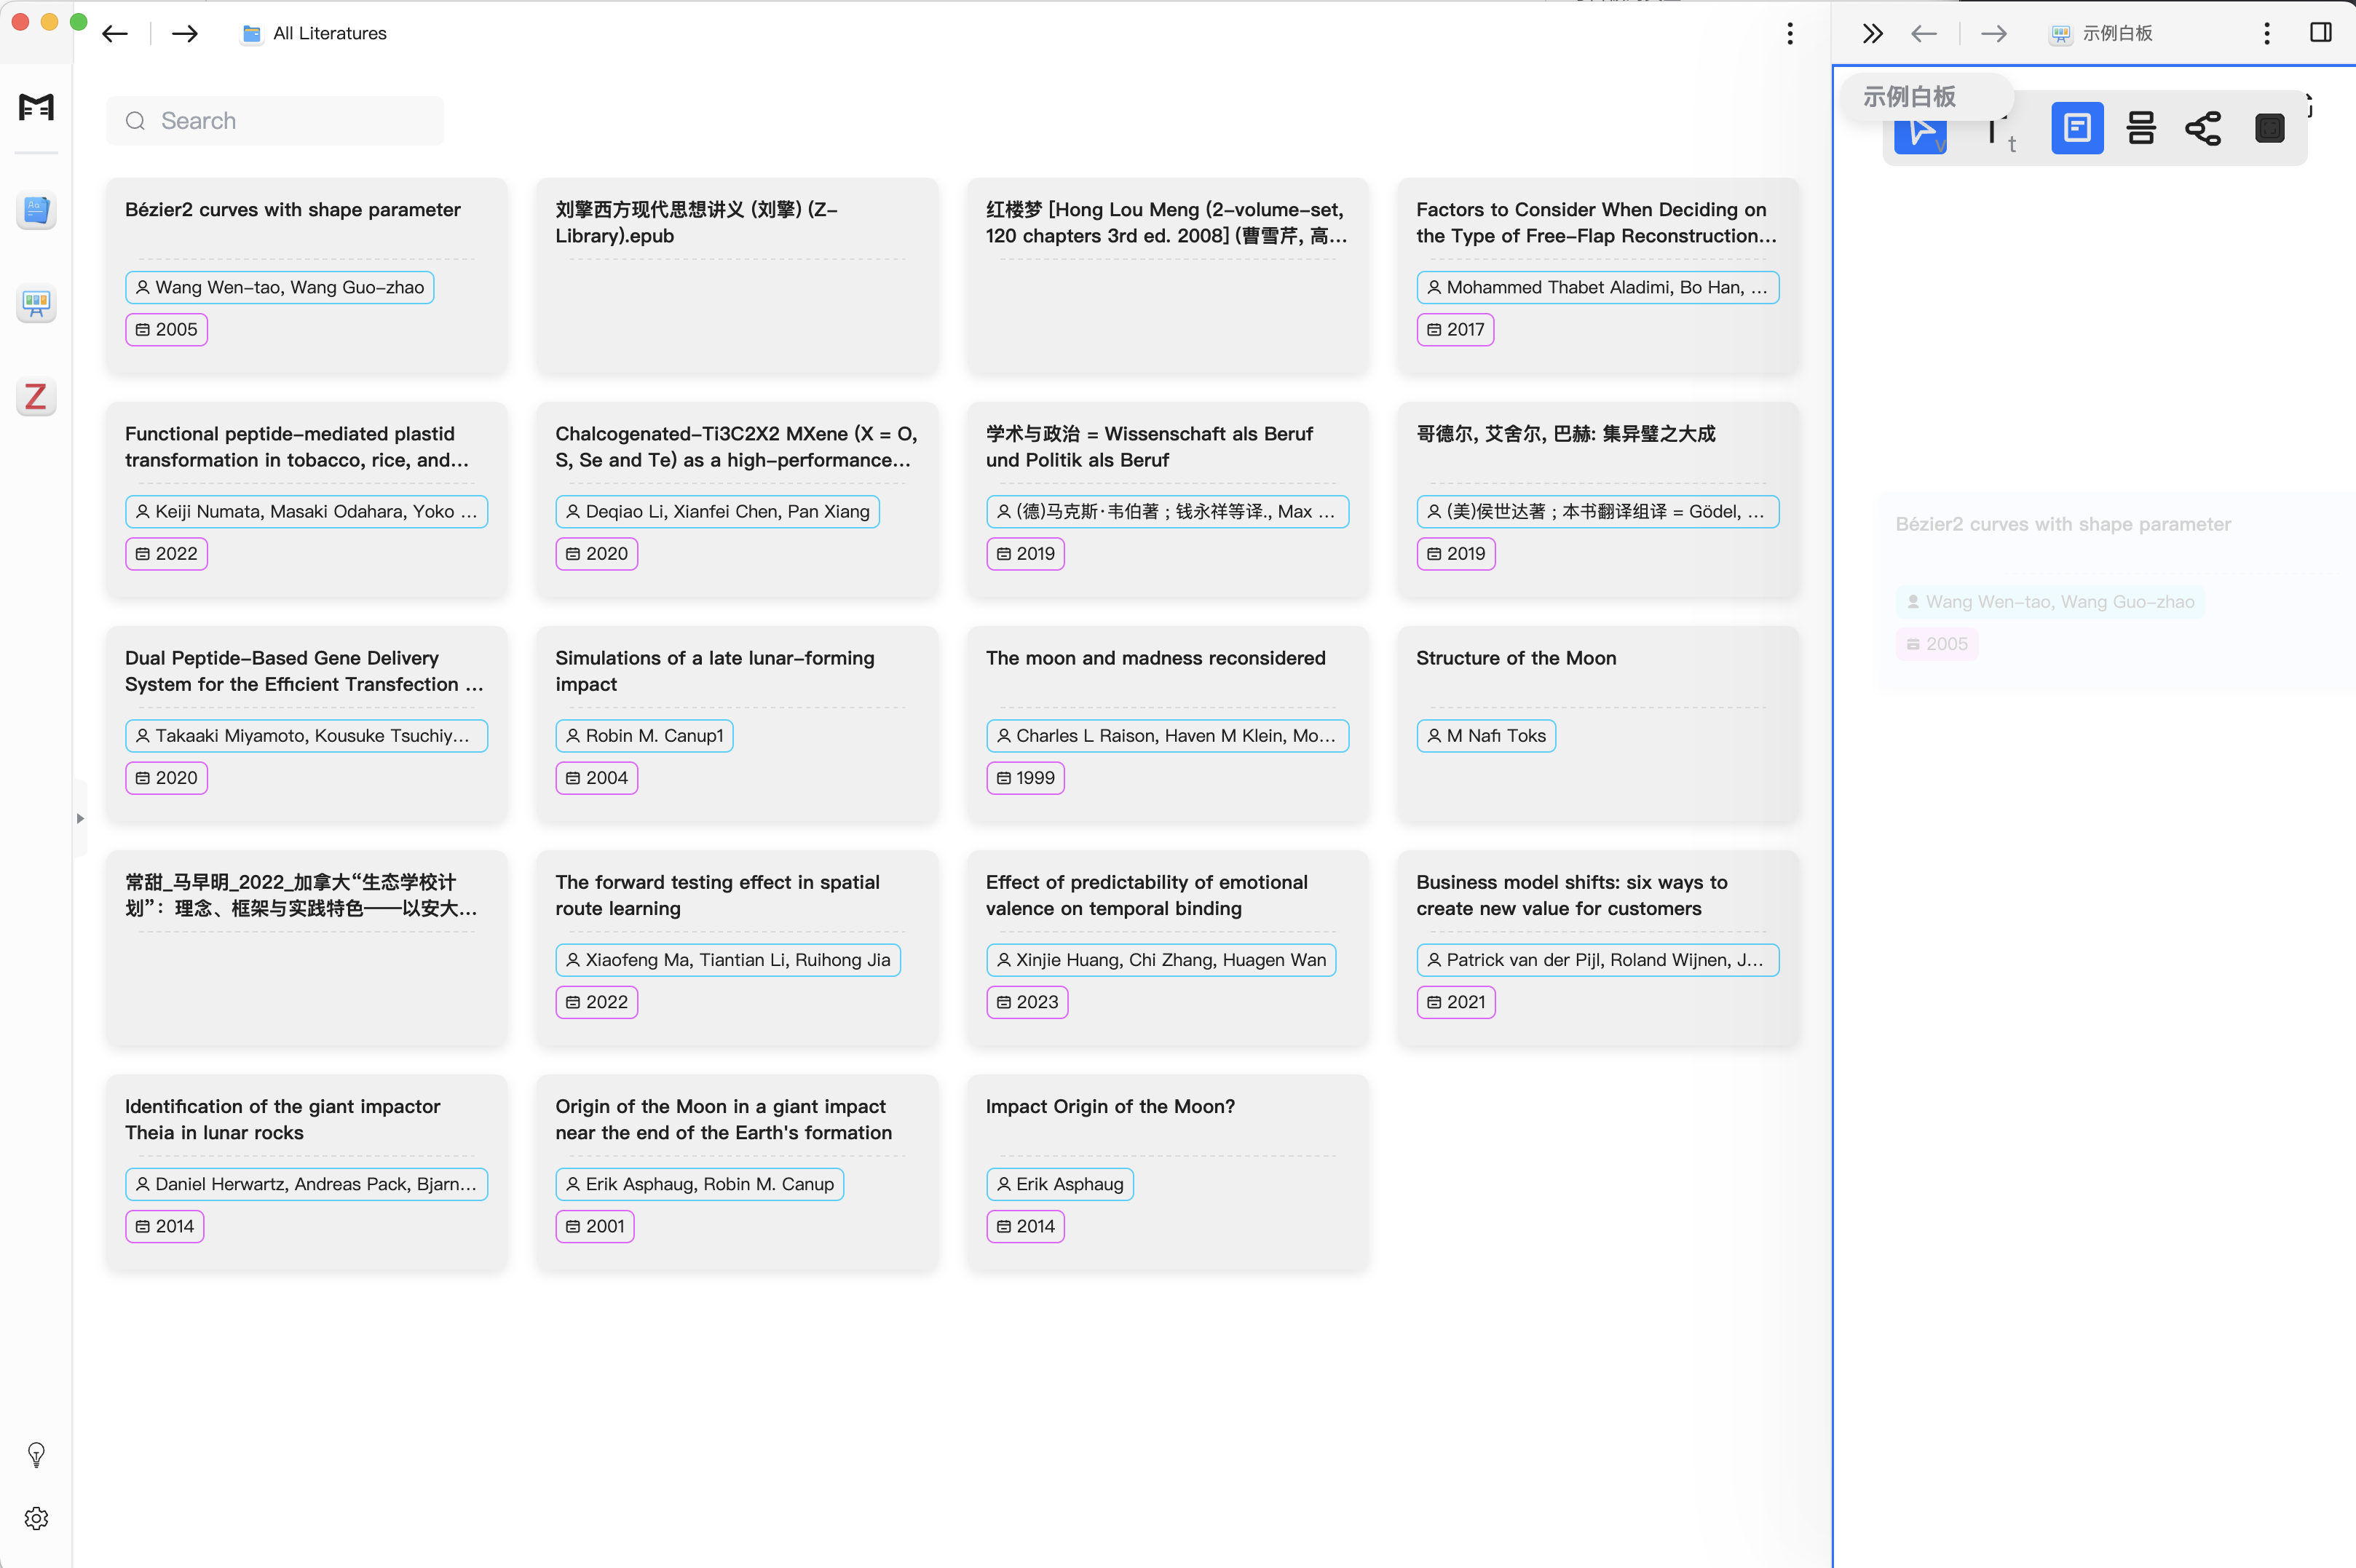 All Literatures
示例白板
Search
示例白板
v
t
Bézier2 curves with shape parameter
Wang Wen-tao, Wang Guo-zhao
2005
刘擎西方现代思想讲义 (刘擎) (Z-
Library).epub
红楼梦 [Hong Lou Meng (2-volume-set,
120 chapters 3rd ed. 2008] (曹雪芹, 高...
Factors to Consider When Deciding on
the Type of Free-Flap Reconstruction...
Mohammed Thabet Aladimi, Bo Han, ...
2017
Functional peptide-mediated plastid
transformation in tobacco, rice, and...
Keiji Numata, Masaki Odahara, Yoko ...
2022
Chalcogenated-Ti3C2X2 MXene (X = O,
S, Se and Te) as a high-performance...
Deqiao Li, Xianfei Chen, Pan Xiang
2020
学术与政治 = Wissenschaft als Beruf
und Politik als Beruf
(德)马克斯·韦伯著 ; 钱永祥等译., Max ...
2019
哥德尔, 艾舍尔, 巴赫: 集异璧之大成
(美)侯世达著 ; 本书翻译组译 = Gödel, ...
2019
Dual Peptide-Based Gene Delivery
System for the Efficient Transfection ...
Takaaki Miyamoto, Kousuke Tsuchiy...
2020
Simulations of a late lunar-forming
impact
Robin M. Canup1
2004
The moon and madness reconsidered
Charles L Raison, Haven M Klein, Mo...
1999
Structure of the Moon
M Nafi Toks
常甜_马早明_2022_加拿大“生态学校计
划”：理念、框架与实践特色——以安大...
The forward testing effect in spatial
route learning
Xiaofeng Ma, Tiantian Li, Ruihong Jia
2022
Effect of predictability of emotional
valence on temporal binding
Xinjie Huang, Chi Zhang, Huagen Wan
2023
Business model shifts: six ways to
create new value for customers
Patrick van der Pijl, Roland Wijnen, J...
2021
Identification of the giant impactor
Theia in lunar rocks
Daniel Herwartz, Andreas Pack, Bjarn...
2014
Origin of the Moon in a giant impact
near the end of the Earth's formation
Erik Asphaug, Robin M. Canup
2001
Impact Origin of the Moon?
Erik Asphaug
2014
Bézier2 curves with shape parameter
Wang Wen-tao, Wang Guo-zhao
2005